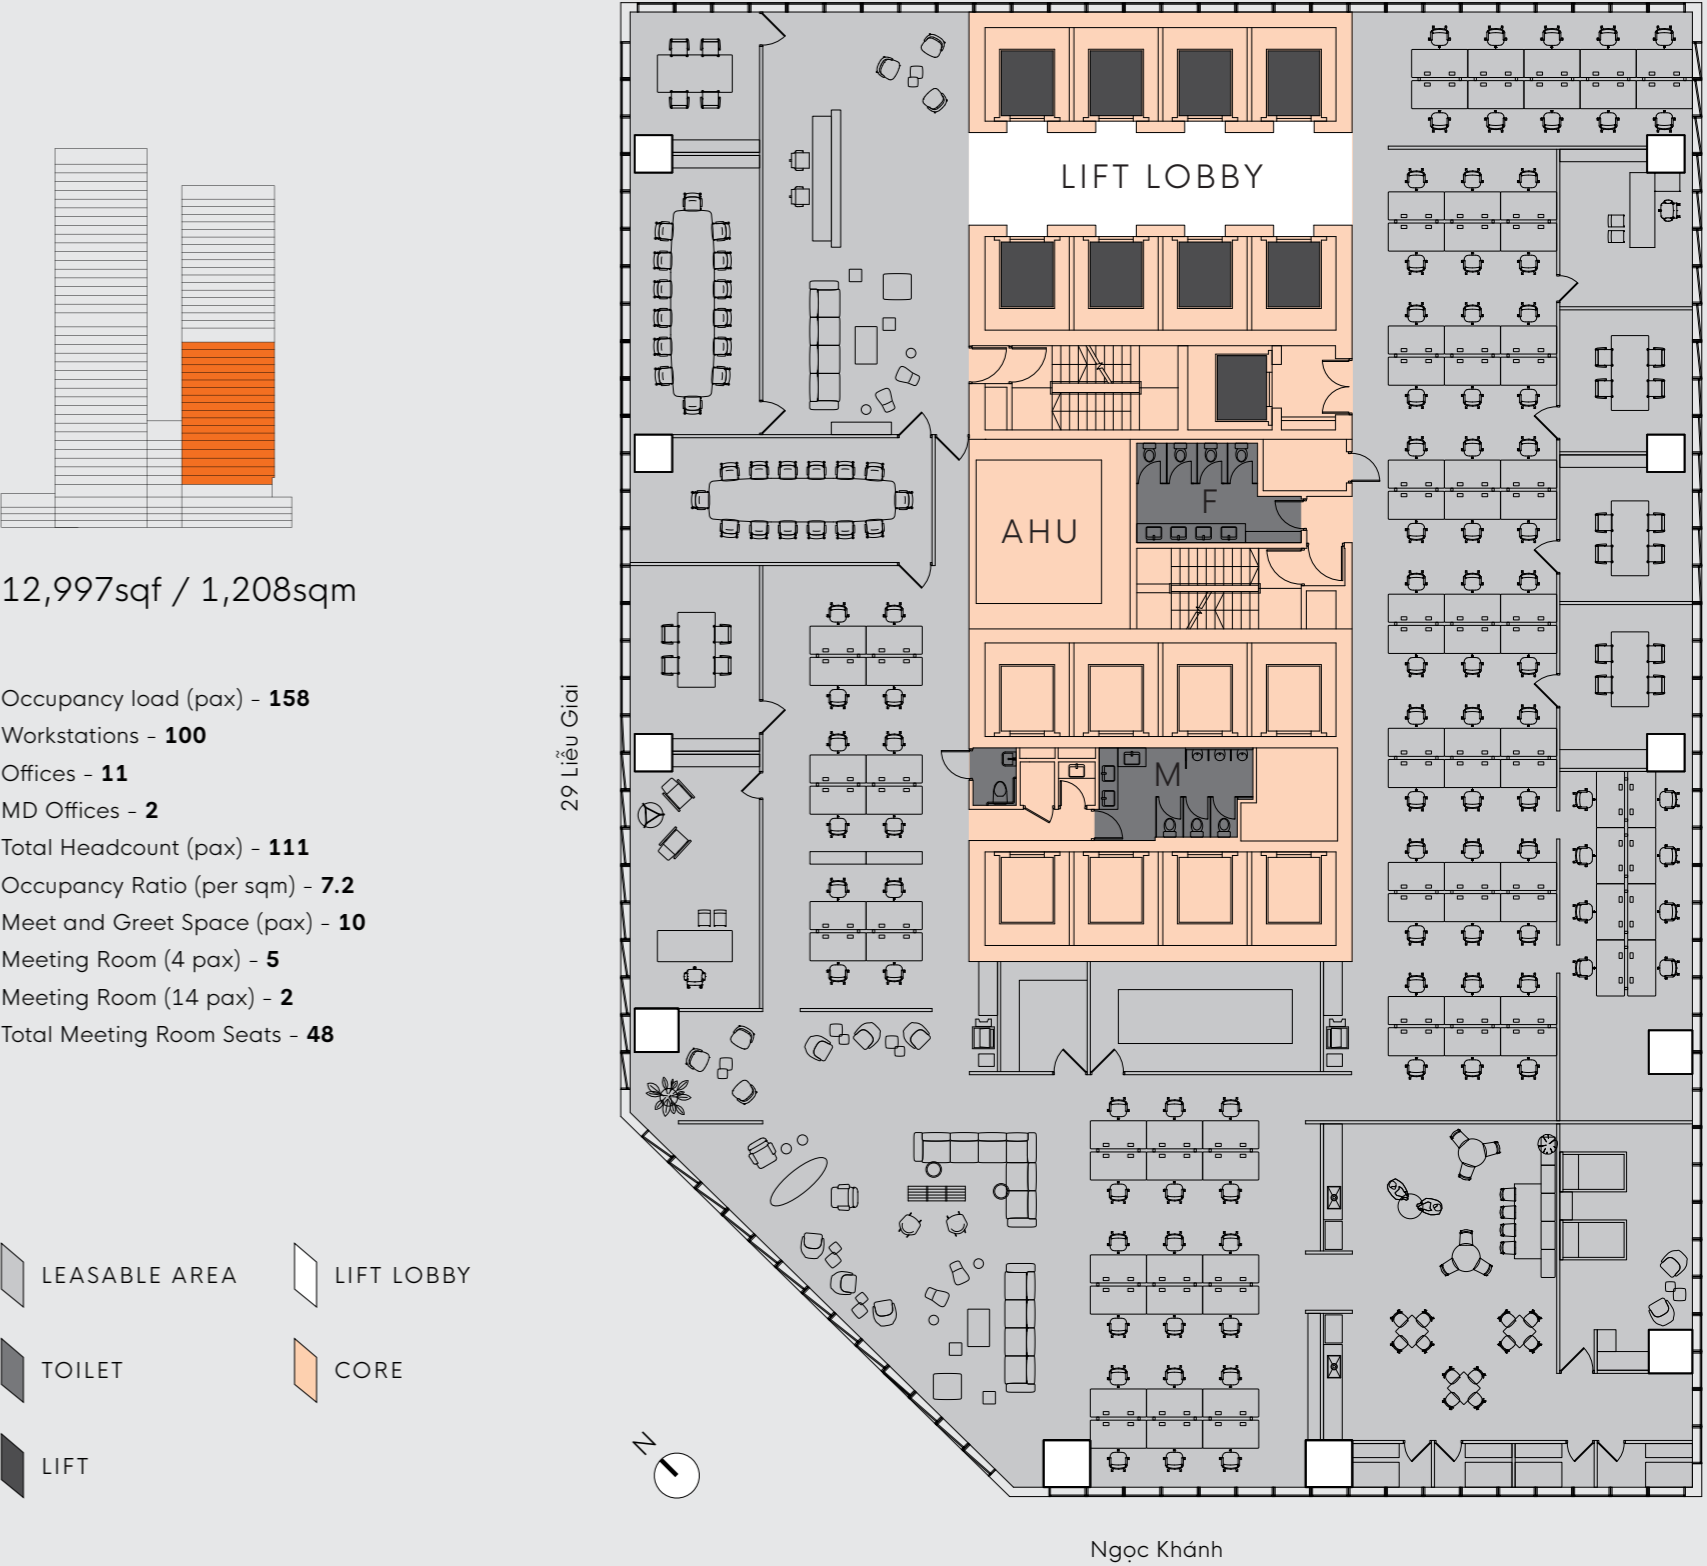 12,997sqf / 1,208sqm
Occupancy load (pax) - 158
Workstations - 100
Offices - 11
MD Offices - 2
Total Headcount (pax) - 111
Occupancy Ratio (per sqm) - 7.2
Meet and Greet Space (pax) - 10
Meeting Room (4 pax) - 5
Meeting Room (14 pax) - 2
Total Meeting Room Seats - 48
LEASABLE AREA
LIFT LOBBY
TOILET
CORE
LIFT
29 Liễu Giai
LIFT LOBBY
F
AHU
M
N
Ngọc Khánh